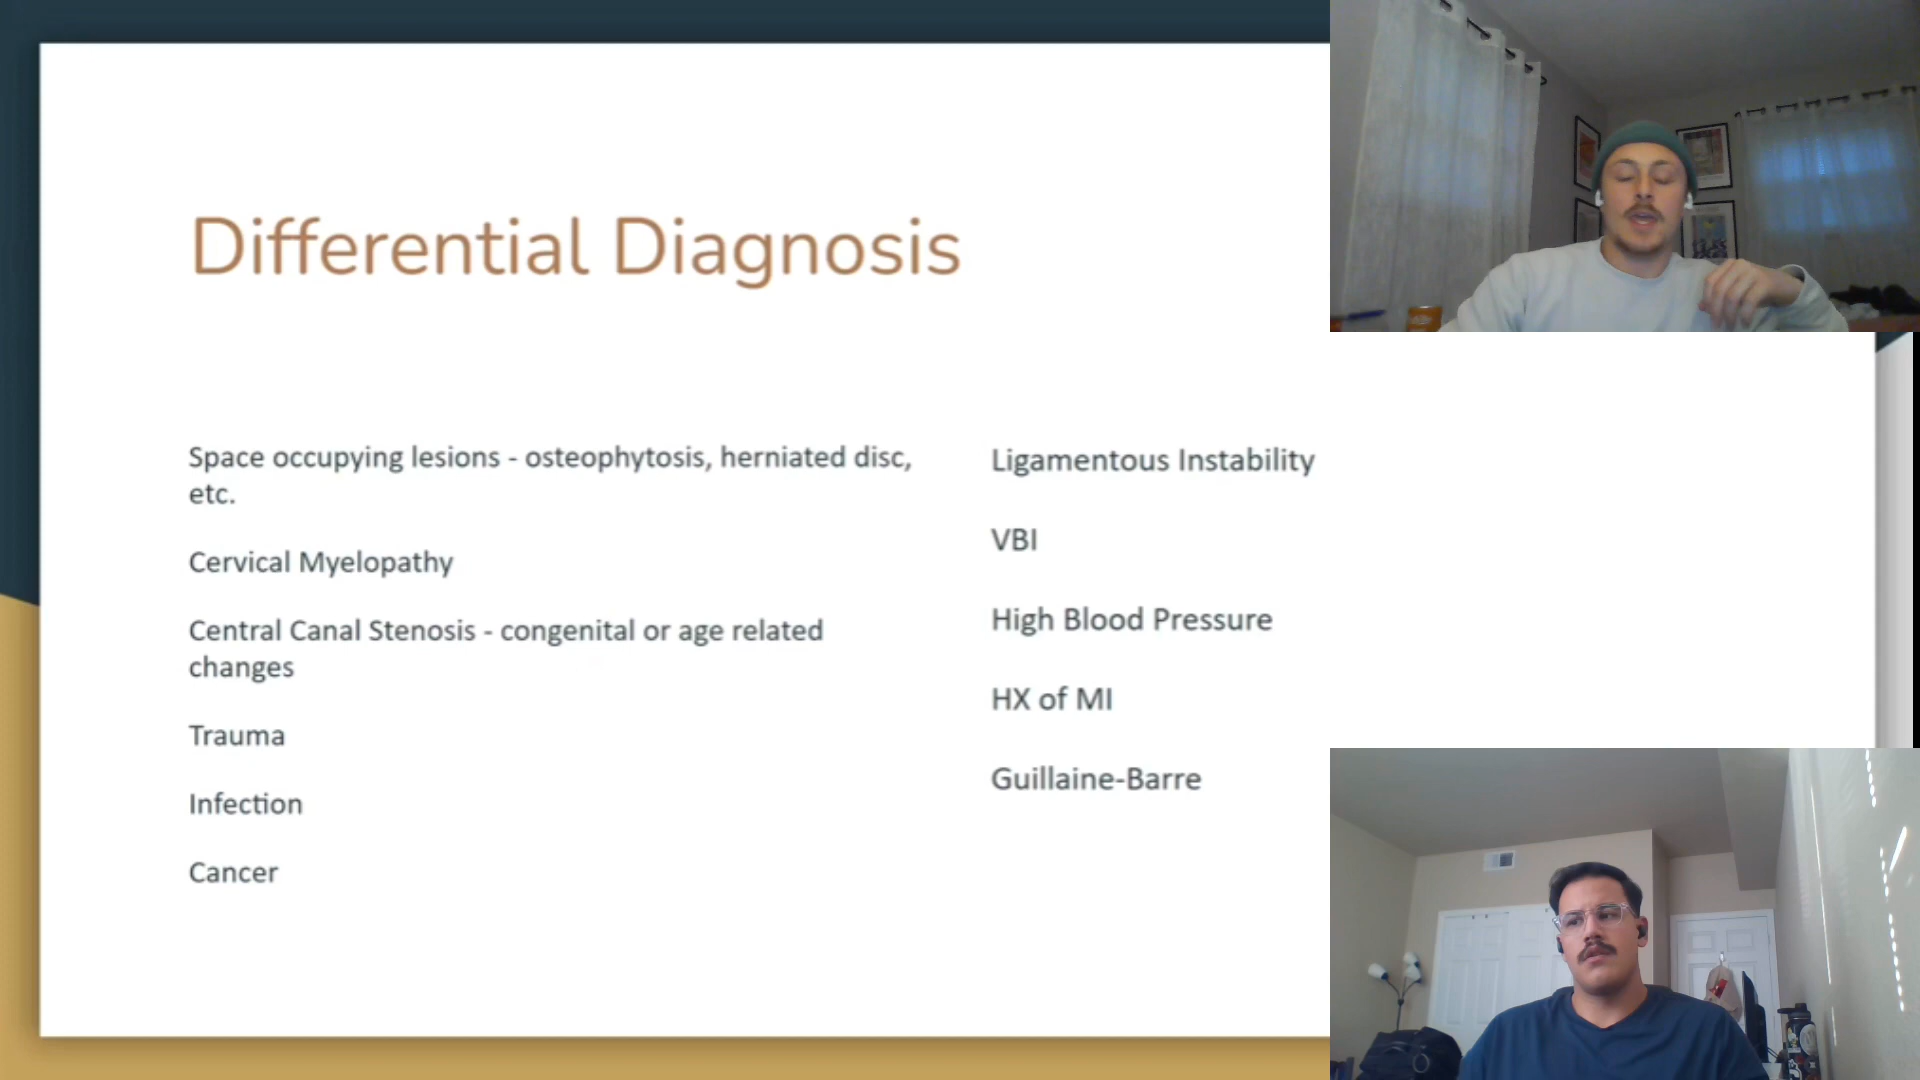 Differential Diagnosis
Space occupying lesions - osteophytosis, herniated disc,
etc.
Cervical Myelopathy
Central Canal Stenosis - congenital or age related
changes
Trauma
Infection
Cancer
Ligamentous Instability
VBI
High Blood Pressure
HX of MI
Guillaine-Barre